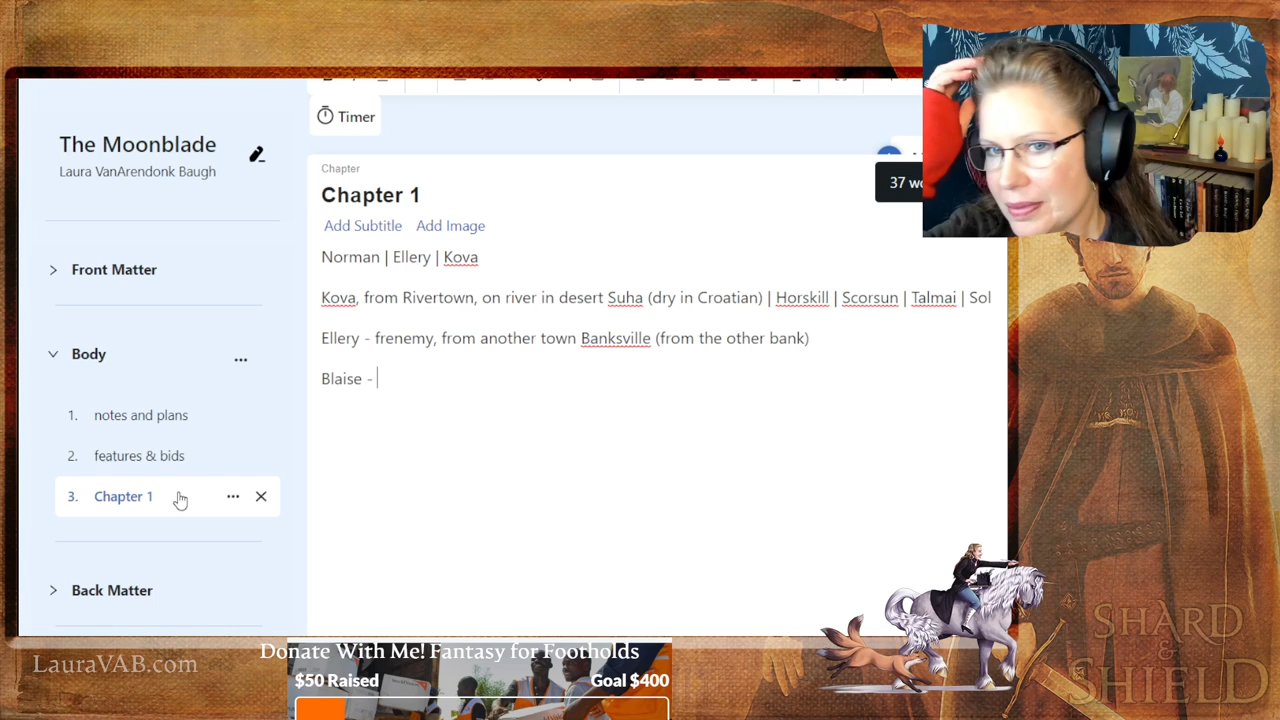 Timer
The Moonblade
Laura VanArendonk Baugh
Front Matter
Body
...
1. notes and plans
2. features & bids
3. Chapter 1
Back Matter
Chapter
Chapter 1
Add Subtitle Add Image
37
Norman | Ellery | Kova
Kova, from Rivertown, on river in desert Suha (dry in Croatian) | Horskill | Scorsun | Talmai | Sol
Ellery - frenemy, from another town Banksville (from the other bank)
Blaise -
LauraVAB.com
Donate With Me! Fantasy for Footholds
$50 Raised Goal $400
SHARD
&
SHIELD